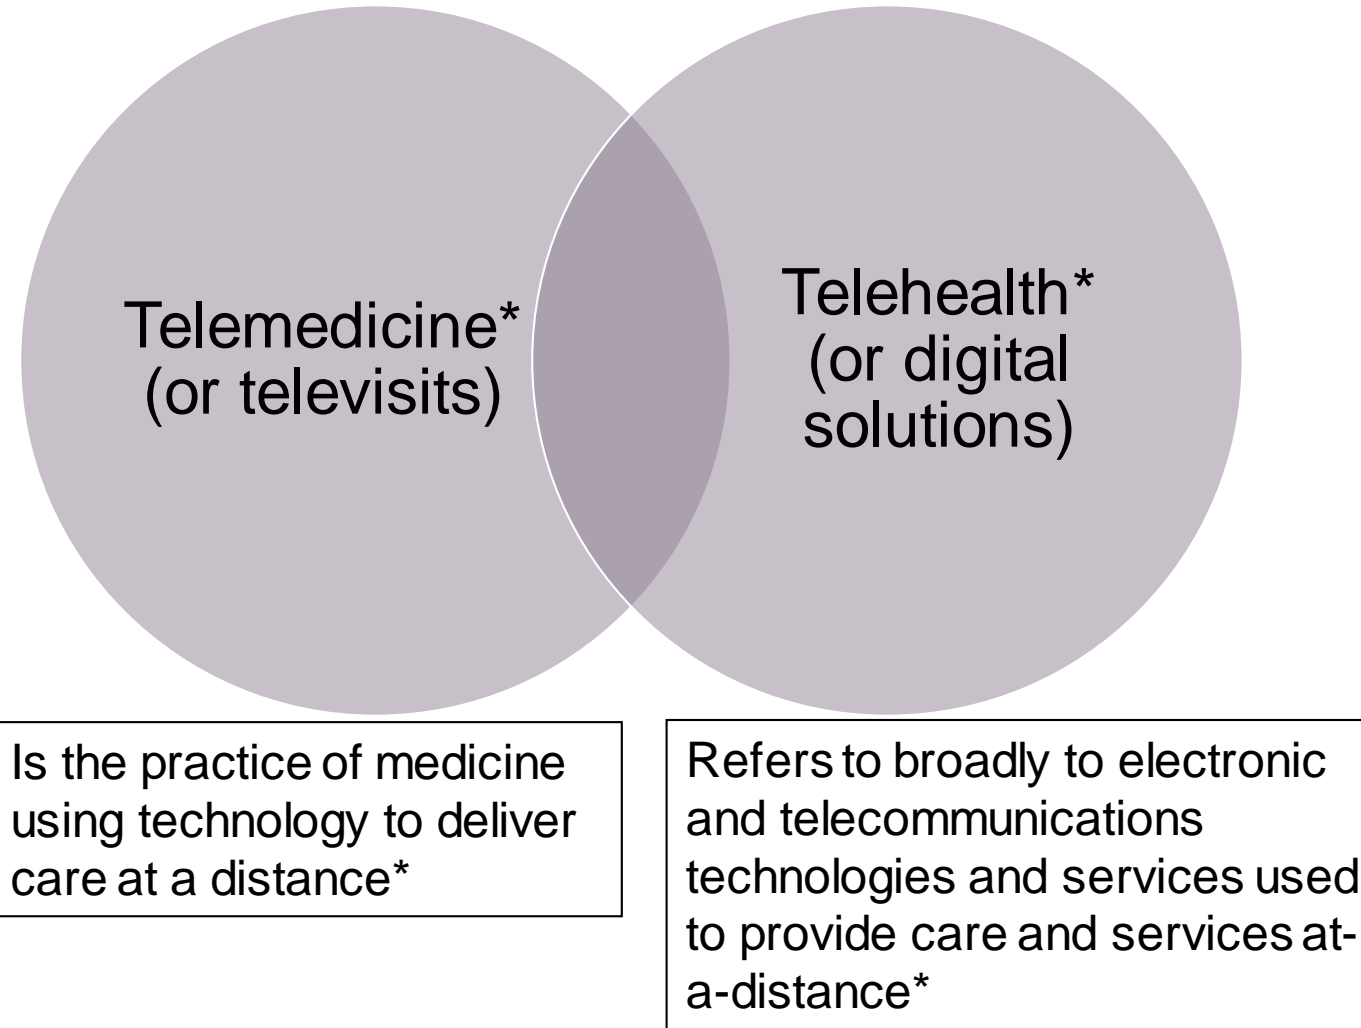 Telemedicine*
(or televisits)
Telehealth*
(or digital
solutions)
Is the practice of medicine
using technology to deliver
care at a distance*
Refers to broadly to electronic
and telecommunications
technologies and services used
to provide care and services at-
a-distance*